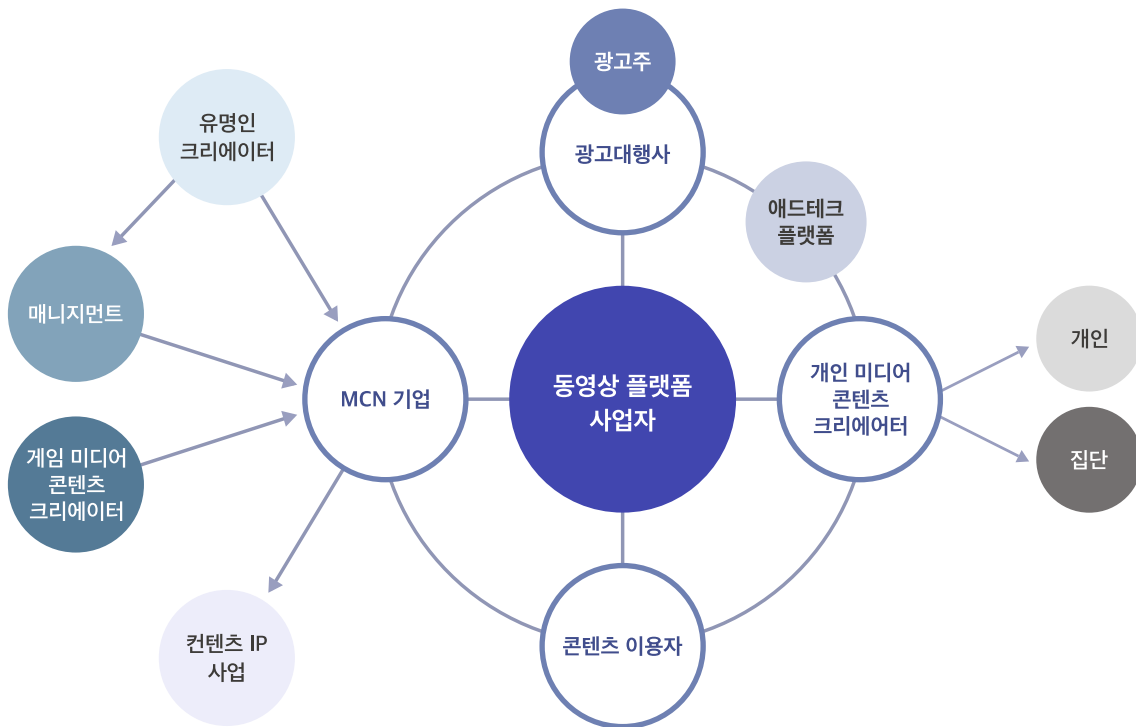 광고주
광고대행사
유명인
크리에이터
애드테크
플랫폼
매니지먼트
개인
MCN 기업
동영상 플랫폼
사업자
개인 미디어
콘텐츠
크리에어터
게임 미디어
콘텐츠
크리에이터
집단
컨텐츠 IP
사업
콘텐츠 이용자